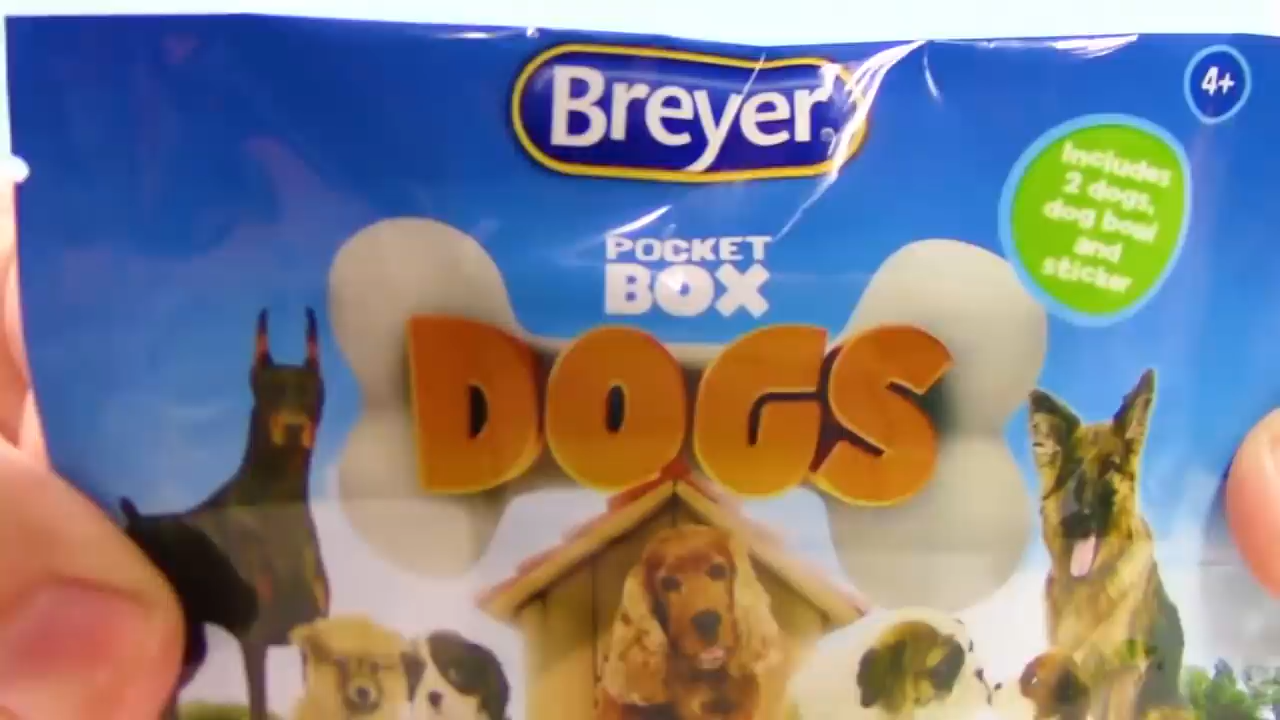 Breyer
4+
Includes
2 dogs,
dog bowl
and
sticker
POCKET
BOX
DOGS